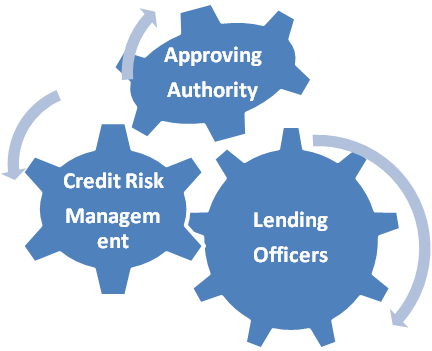 Approving
Authority
Credit Risk
Managem
ent
Lending
Officers